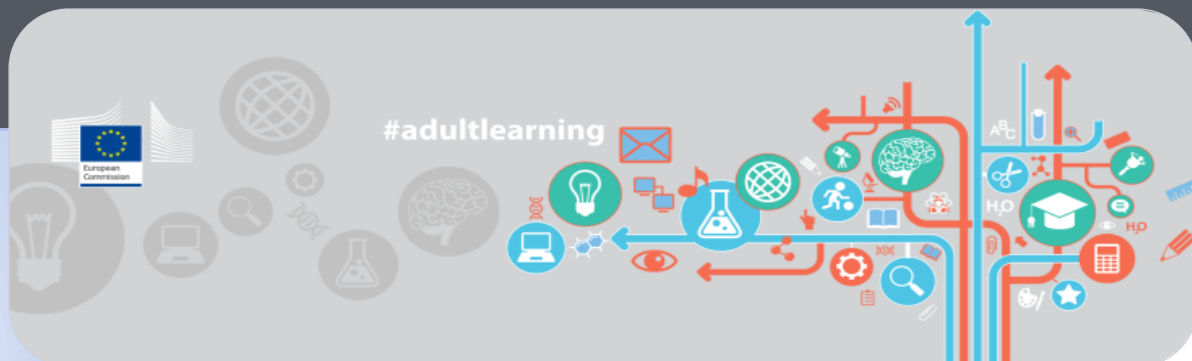 #adultlearning
European
Commission
ABC
H₂O
H₂O